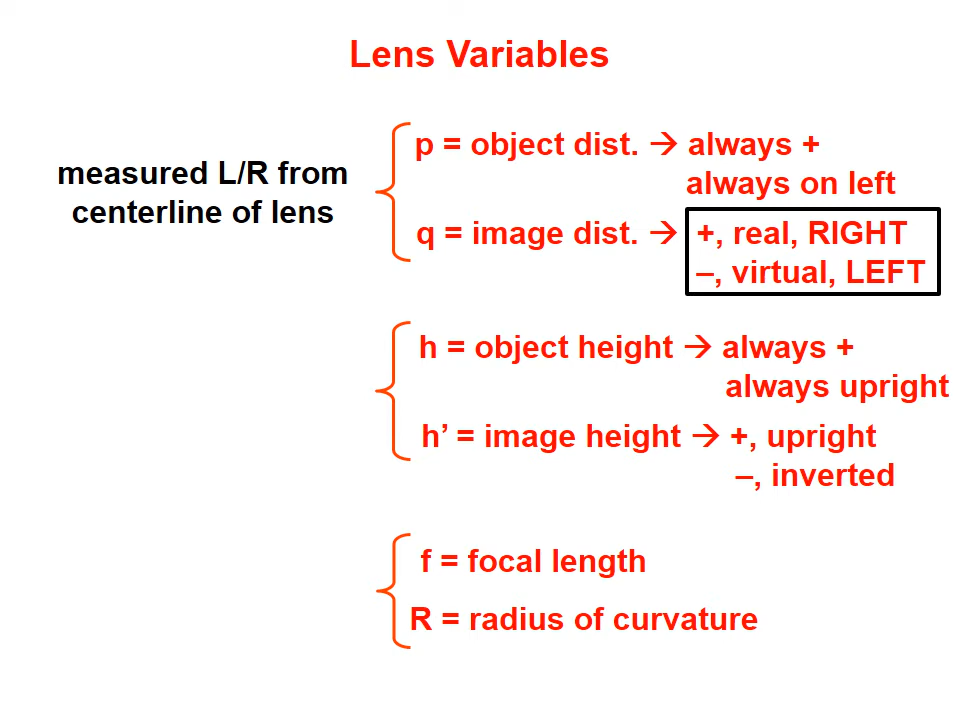 Lens Variables
measured L/R from
centerline of lens
p = object dist. → always +
always on left
q = image dist. → +, real, RIGHT
–, virtual, LEFT
h = object height → always +
always upright
h’ = image height → +, upright
–, inverted
f = focal length
R = radius of curvature